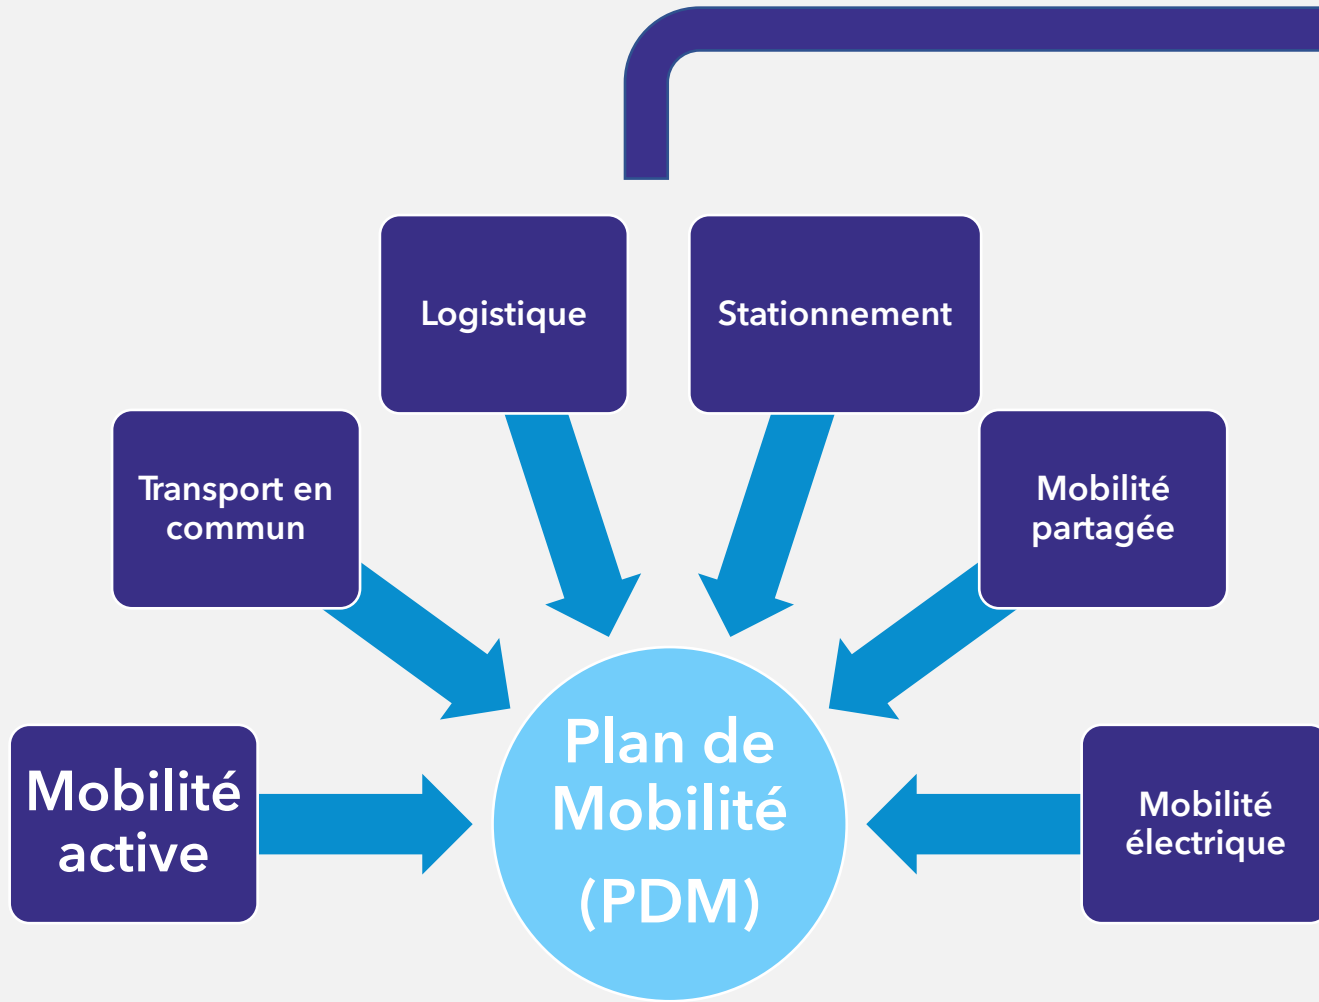 Logistique
Stationnement
Transport en
commun
Mobilité
partagée
Mobilité
active
Plan de
Mobilité
(PDM)
Mobilité
électrique